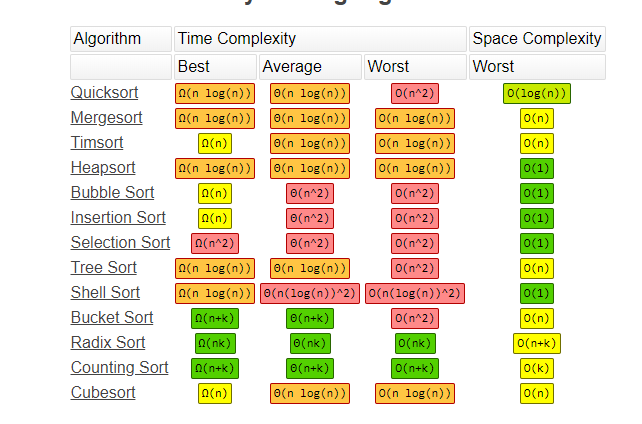 Algorithm Time Complexity Space Complexity
Best Average Worst Worst
Quicksort Ω(n log(n)) Θ(n log(n)) O(n^2) O(log(n))
Mergesort Ω(n log(n)) Θ(n log(n)) O(n log(n)) O(n)
Timsort Ω(n) Θ(n log(n)) O(n log(n)) O(n)
Heapsort Ω(n log(n)) Θ(n log(n)) O(n log(n)) O(1)
Bubble Sort Ω(n) Θ(n^2) O(n^2) O(1)
Insertion Sort Ω(n) Θ(n^2) O(n^2) O(1)
Selection Sort Ω(n^2) Θ(n^2) O(n^2) O(1)
Tree Sort Ω(n log(n)) Θ(n log(n)) O(n^2) O(n)
Shell Sort Ω(n log(n)) Θ(n(log(n))^2) O(n(log(n))^2) O(1)
Bucket Sort Ω(n+k) Θ(n+k) O(n^2) O(n)
Radix Sort Ω(nk) Θ(nk) O(nk) O(n+k)
Counting Sort Ω(n+k) Θ(n+k) O(n+k) O(k)
Cubesort Ω(n) Θ(n log(n)) O(n log(n)) O(n)